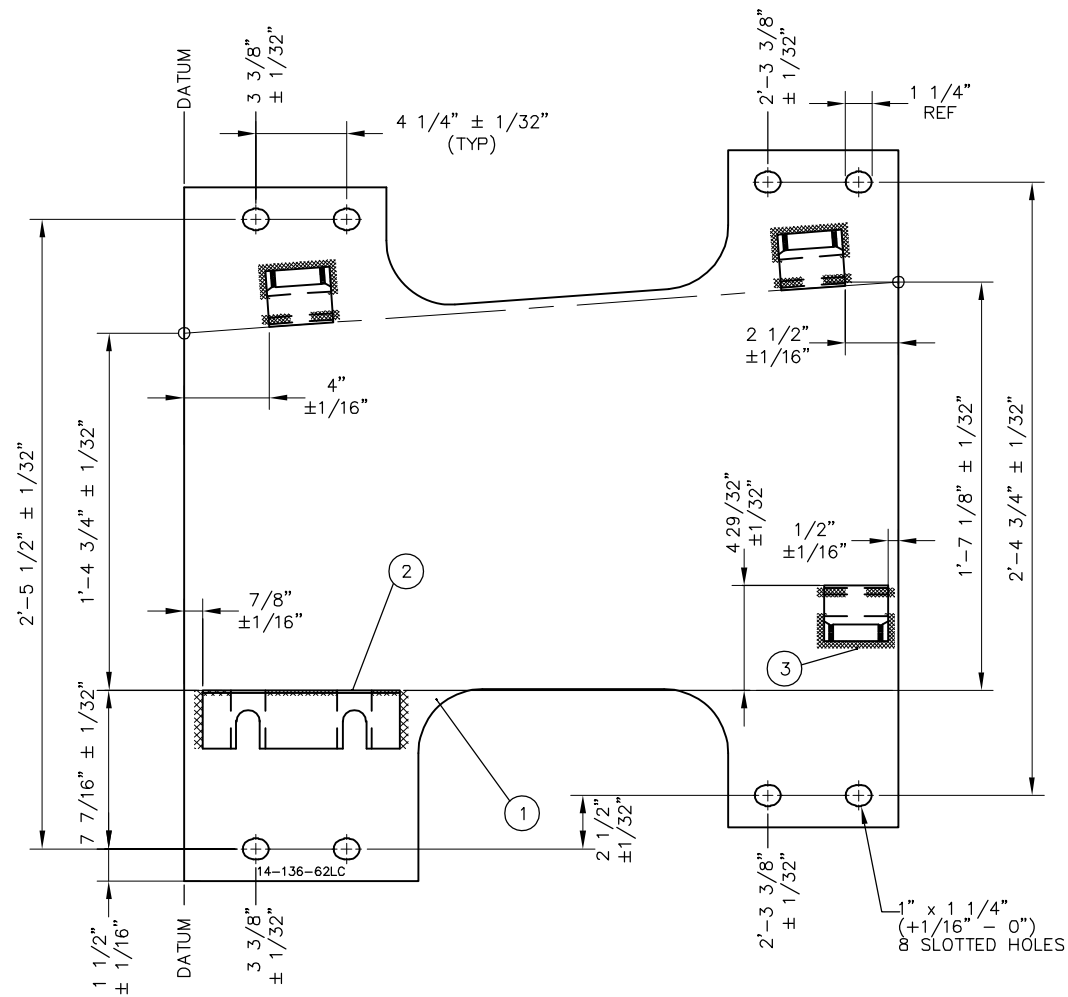 DATUM
3 3/8"
± 1/32"
4 1/4" ± 1/32"
(TYP)
2'-3 3/8"
± 1/32"
1 1/4"
REF
2 1/2"
±1/16"
4"
±1/16"
2'-5 1/2" ± 1/32"
1'-4 3/4" ± 1/32"
4 29/32"
±1/32"
1/2"
±1/16"
1'-7 1/8" ± 1/32"
2'-4 3/4" ± 1/32"
2
7/8"
±1/16"
3
7 7/16" ± 1/32"
1
2 1/2"
±1/32"
14-136-62LC
1 1/2"
± 1/16"
DATUM
3 3/8"
± 1/32"
2'-3 3/8"
± 1/32"
1" x 1 1/4"
(+1/16" - 0")
8 SLOTTED HOLES